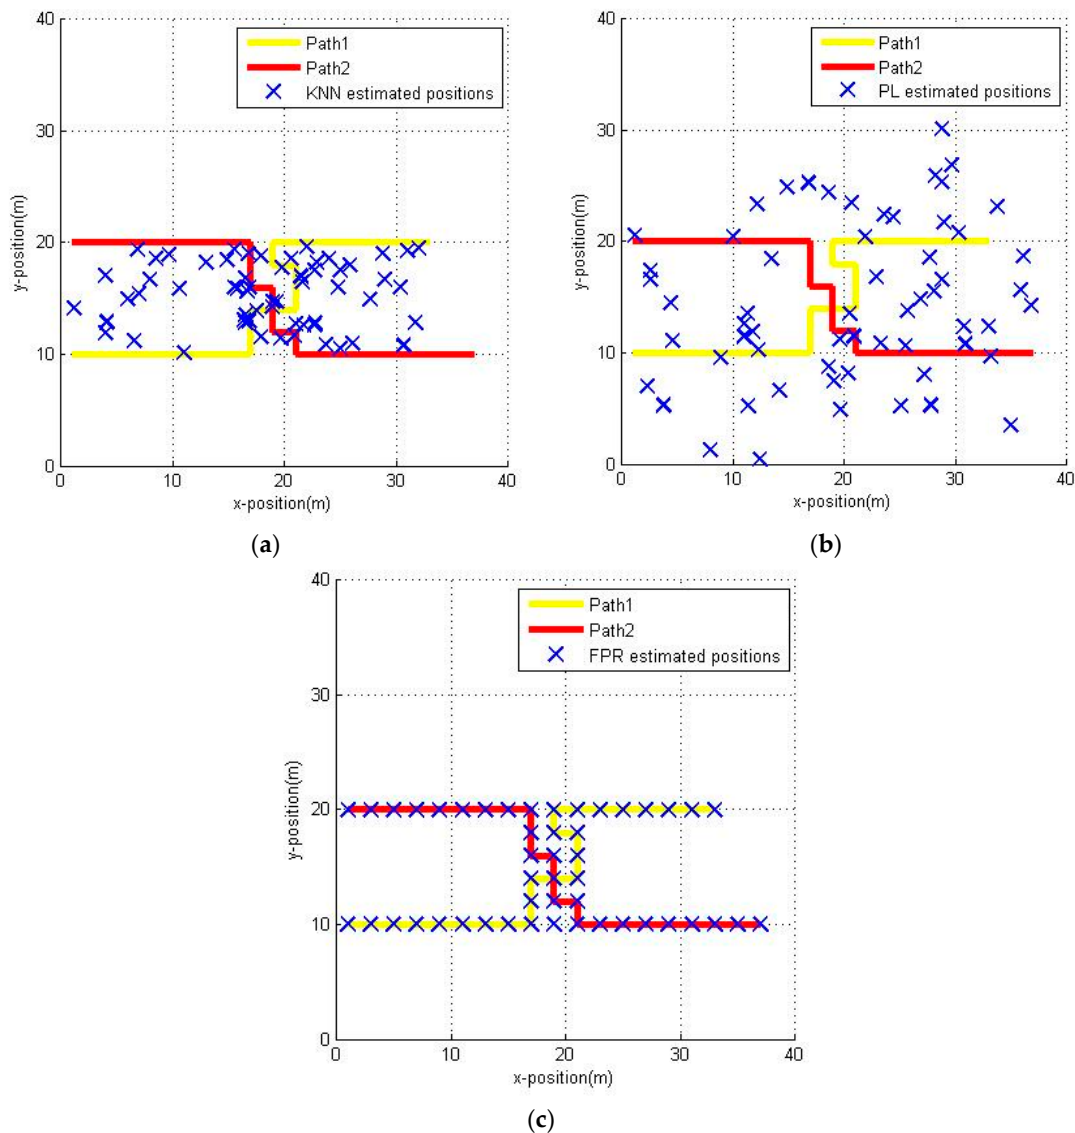 40
30
20
10
0
y-position(m)
Path1
Path2
KNN estimated positions
0 10 20 30 40
x-position(m)
(a)
40
30
20
10
0
y-position(m)
Path1
Path2
PL estimated positions
0 10 20 30 40
x-position(m)
(b)
40
30
20
10
0
y-position(m)
Path1
Path2
FPR estimated positions
0 10 20 30 40
x-position(m)
(c)